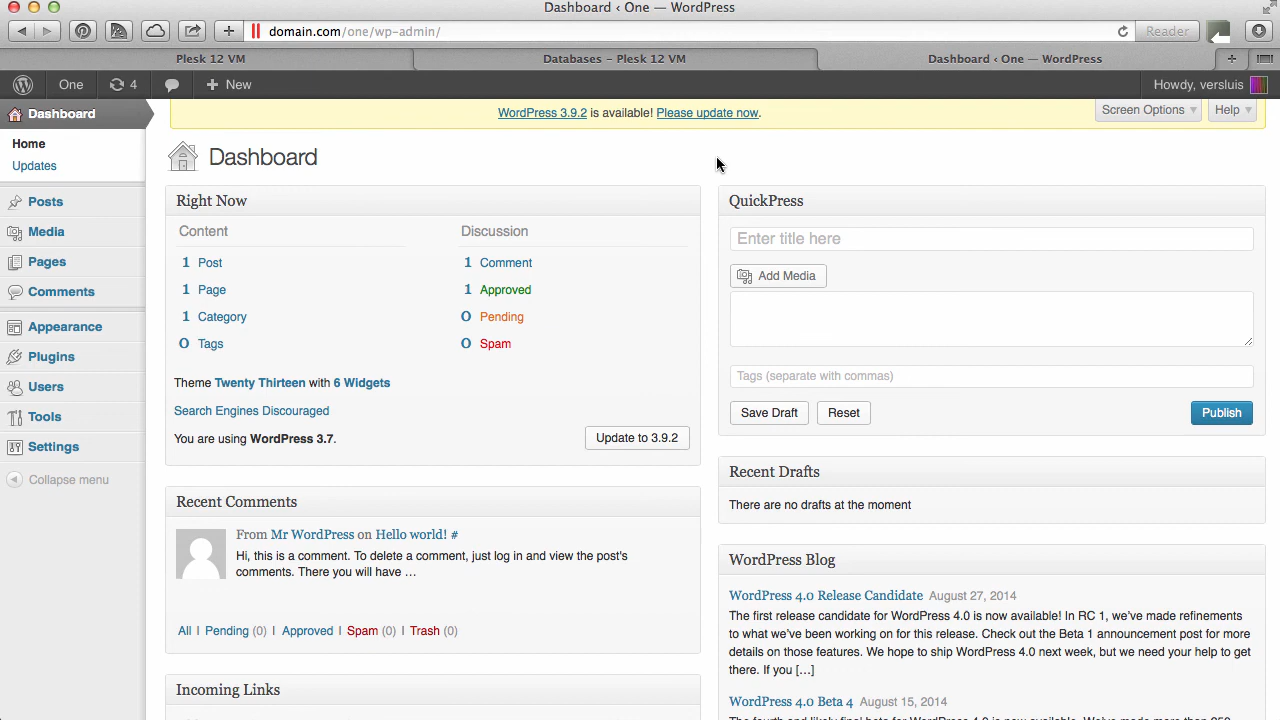 Dashboard ‹ One — WordPress
domain.com/one/wp-admin/
Reader
Plesk 12 VM
Databases – Plesk 12 VM
Dashboard ‹ One — WordPress
One
4
New
Howdy, versluis
Dashboard
Home
Updates
Posts
Media
Pages
Comments
Appearance
Plugins
Users
Tools
Settings
Collapse menu
WordPress 3.9.2 is available! Please update now.
Screen Options
Help
Dashboard
Right Now
Content
1 Post
1 Page
1 Category
0 Tags
Discussion
1 Comment
1 Approved
0 Pending
0 Spam
Theme Twenty Thirteen with 6 Widgets
Search Engines Discouraged
You are using WordPress 3.7.
Update to 3.9.2
Recent Comments
From Mr WordPress on Hello world! #
Hi, this is a comment. To delete a comment, just log in and view the post's
comments. There you will have …
All | Pending (0) | Approved | Spam (0) | Trash (0)
Incoming Links
QuickPress
Enter title here
Add Media
Tags (separate with commas)
Save Draft
Reset
Publish
Recent Drafts
There are no drafts at the moment
WordPress Blog
WordPress 4.0 Release Candidate August 27, 2014
The first release candidate for WordPress 4.0 is now available! In RC 1, we've made refinements
to what we've been working on for this release. Check out the Beta 1 announcement post for more
details on those features. We hope to ship WordPress 4.0 next week, but we need your help to get
there. If you […]
WordPress 4.0 Beta 4 August 15, 2014